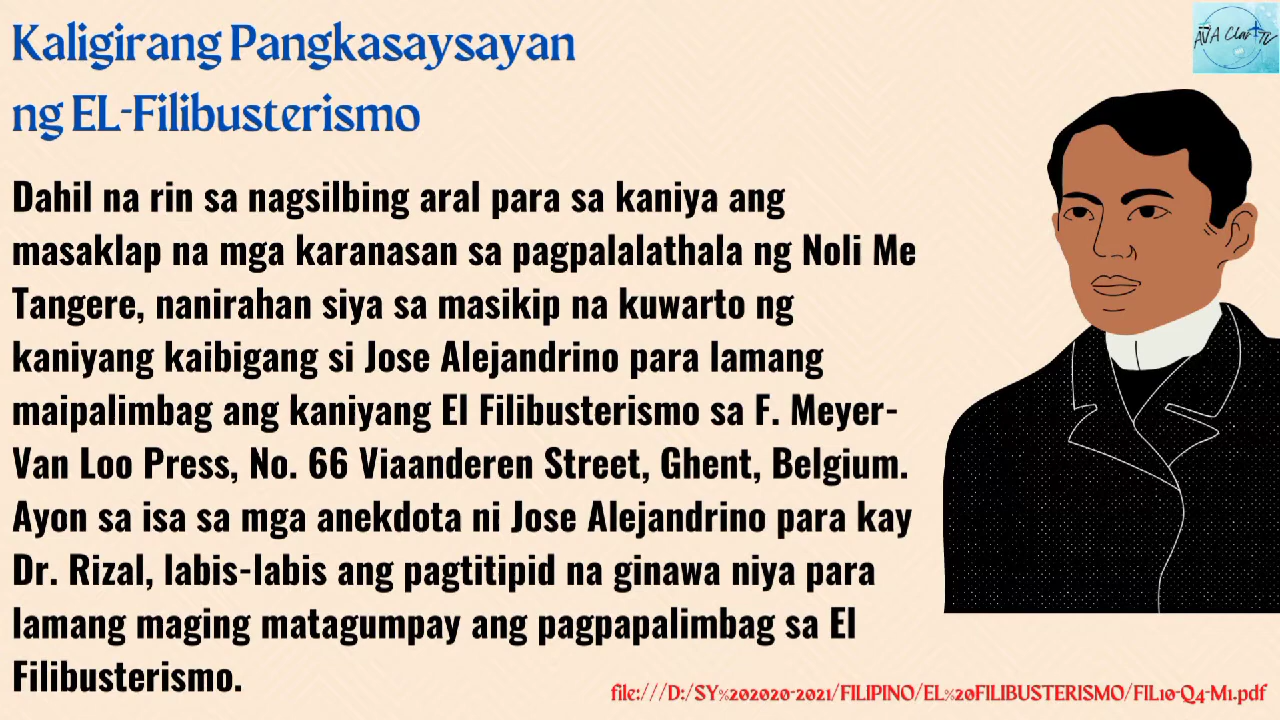 Kaligirang Pangkasaysayan
ng EL-Filibusterismo
Dahil na rin sa nagsilbing aral para sa kaniya ang
masaklap na mga karanasan sa pagpalalathala ng Noli Me
Tangere, nanirahan siya sa masikip na kuwarto ng
kaniyang kaibigang si Jose Alejandrino para lamang
maipalimbag ang kaniyang El Filibusterismo sa F. Meyer-
Van Loo Press, No. 66 Viaanderen Street, Ghent, Belgium.
Ayon sa isa sa mga anekdota ni Jose Alejandrino para kay
Dr. Rizal, labis-labis ang pagtitipid na ginawa niya para
lamang maging matagumpay ang pagpapalimbag sa El
Filibusterismo.
file:///D:/SY%202020-2021/FILIPINO/EL%20FILIBUSTERISMO/FIL10-Q4-M1.pdf